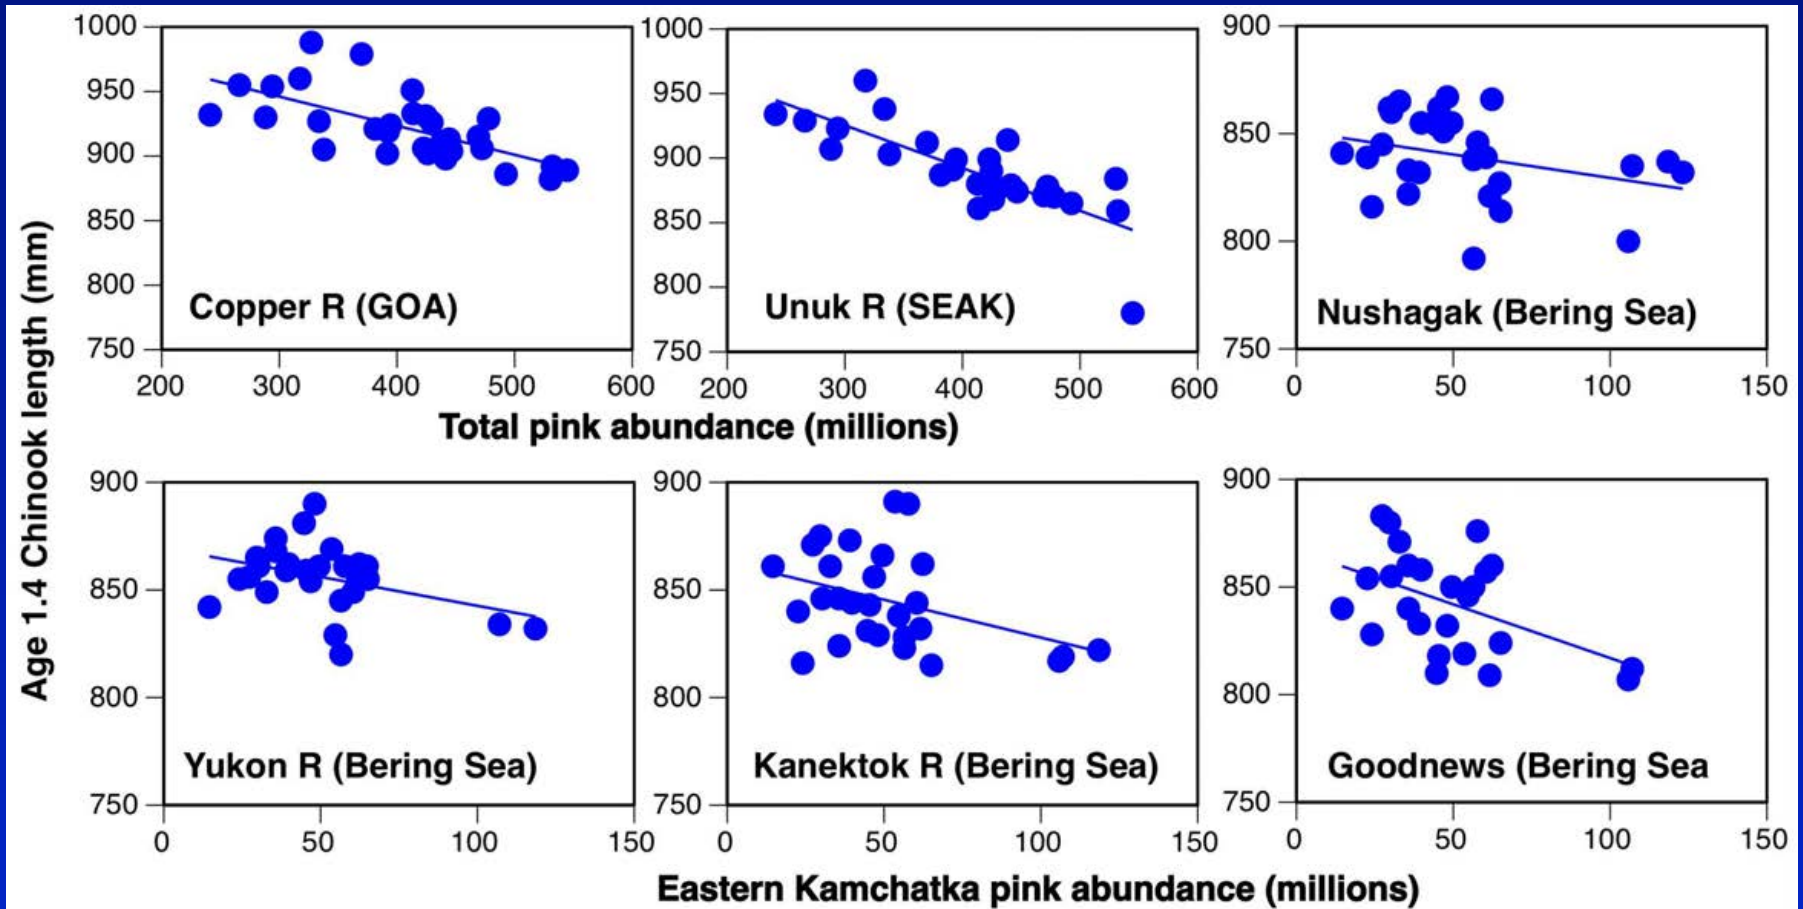 Age 1.4 Chinook length (mm)
1000
950
900
850
800
750
200 300 400 500 600
Copper R (GOA)
1000
950
900
850
800
750
200 300 400 500 600
Unuk R (SEAK)
900
850
800
750
0 50 100 150
Nushagak (Bering Sea)
Total pink abundance (millions)
900
850
800
750
0 50 100 150
Yukon R (Bering Sea)
900
850
800
750
0 50 100 150
Kanektok R (Bering Sea)
900
850
800
750
0 50 100 150
Goodnews (Bering Sea
Eastern Kamchatka pink abundance (millions)